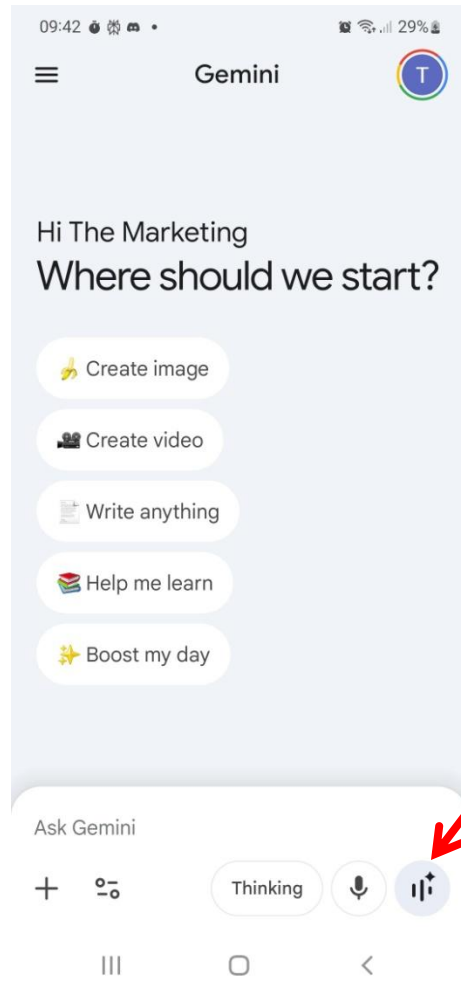 09:42 29%
Gemini
T
Hi The Marketing
Where should we start?
Create image
Create video
Write anything
Help me learn
Boost my day
Ask Gemini
Thinking